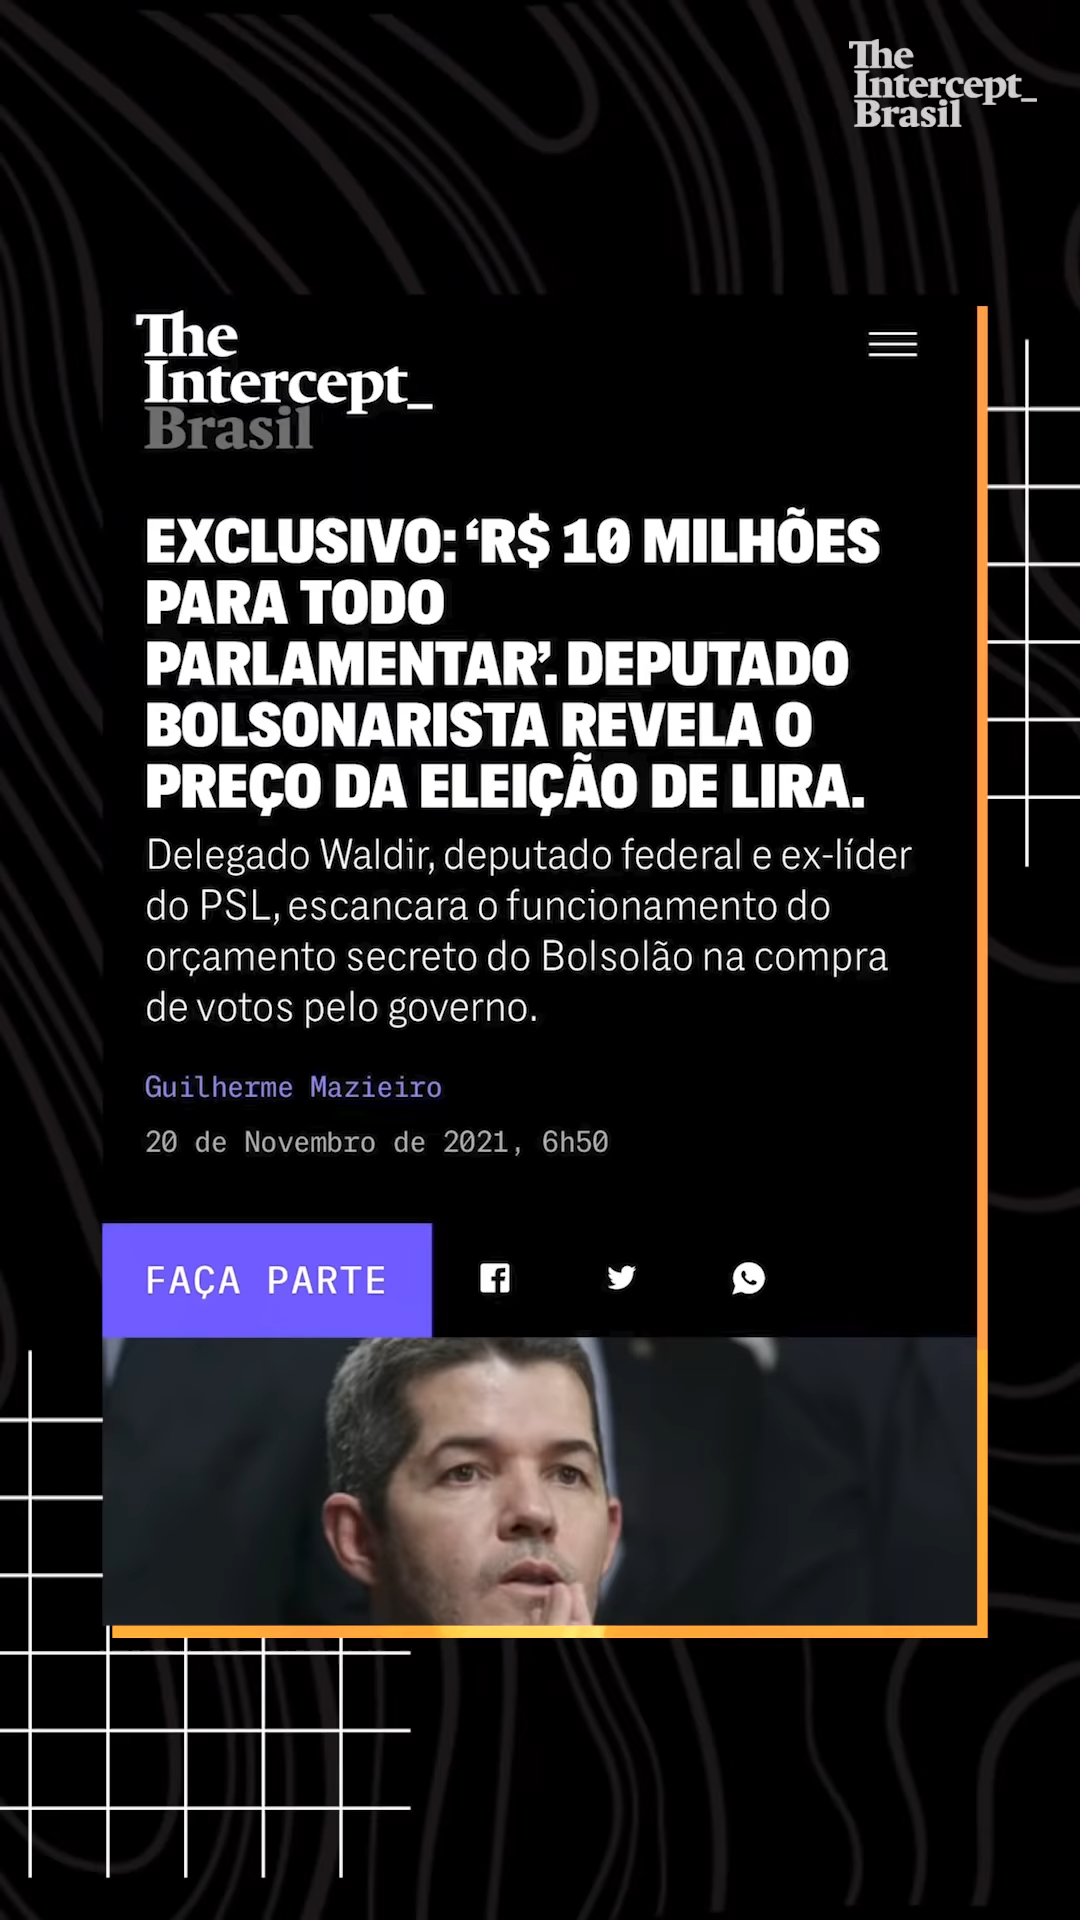 The
Intercept_
Brasil
The
Intercept_
Brasil
EXCLUSIVO: ‘R$ 10 MILHÕES
PARA TODO
PARLAMENTAR’. DEPUTADO
BOLSONARISTA REVELA O
PREÇO DA ELEIÇÃO DE LIRA.
Delegado Waldir, deputado federal e ex-líder
do PSL, escancara o funcionamento do
orçamento secreto do Bolsolão na compra
de votos pelo governo.
Guilherme Mazieiro
20 de Novembro de 2021, 6h50
FAÇA PARTE